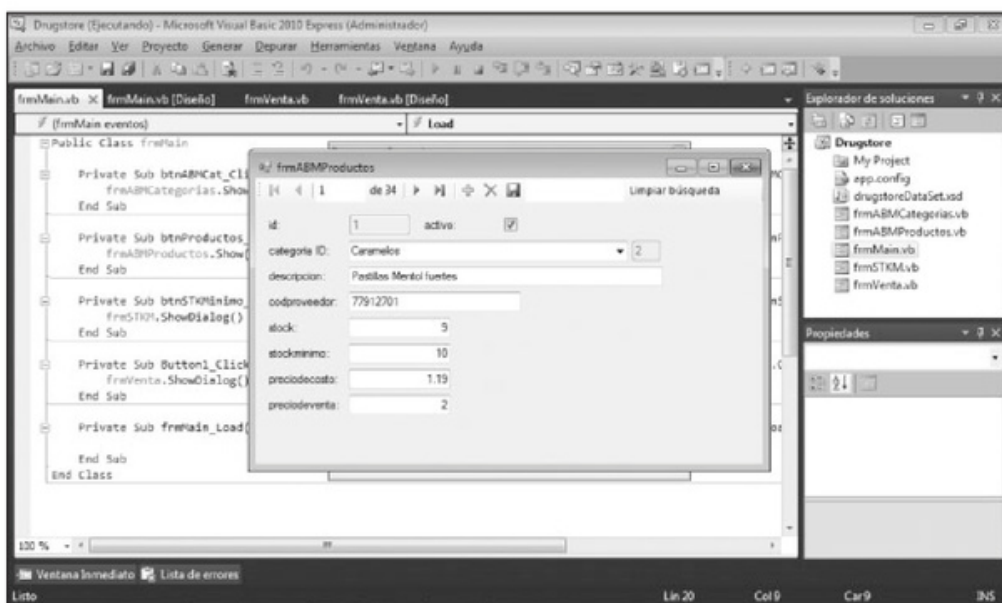 Drugstore (Ejecutando) - Microsoft Visual Basic 2010 Express (Administrador)
Archivo Editar Ver Proyecto Generar Depurar Herramientas Ventana Ayuda
frmMain.vb frmMain.vb [Diseño] frmVenta.vb frmVenta.vb [Diseño]
(frmMain eventos) Load
Public Class frmMain
Private Sub btnABMCat_Cli
frmABMCategorias.Show
End Sub
Private Sub btnProductos_
frmABMProductos.Show(
End Sub
Private Sub btnSTKMinimo_
frmSTKM.ShowDialog()
End Sub
Private Sub Button1_Click
frmVenta.ShowDialog()
End Sub
Private Sub frmMain_Load(
End Sub
End Class
frmABMProductos
1 de 34 Limpiar búsqueda
id: 1 activo:
categoria ID: Caramelos 2
descripcion: Pastillas Mentol fuertes
codproveedor: 77912701
stock: 9
stockminimo: 10
preciodecosto: 1.19
preciodeventa: 2
Explorador de soluciones
Drugstore
My Project
app.config
drugstoreDataSet.xsd
frmABMCategorias.vb
frmABMProductos.vb
frmMain.vb
frmSTKM.vb
frmVenta.vb
Propiedades
100 %
Ventana Inmediato Lista de errores
Listo Lín 20 Col 9 Car 9 INS